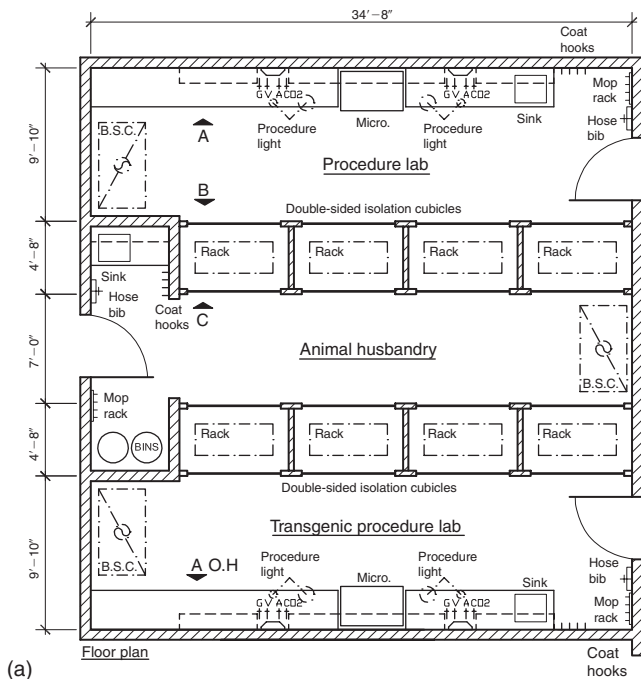 34′–8″
Coat
hooks
Mop
rack
Hose
bib
G V A CO2
G V A CO2
Micro.
Sink
Procedure
light
Procedure
light
9′–10″
B.S.C.
A
Procedure lab
B
Double-sided isolation cubicles
4′–8″
Rack
Rack
Rack
Rack
Sink
Hose
bib
Coat
hooks
C
7′–0″
Animal husbandry
B.S.C.
Mop
rack
4′–8″
BINS
Rack
Rack
Rack
Rack
Double-sided isolation cubicles
9′–10″
B.S.C.
Transgenic procedure lab
A O.H
Procedure
light
Micro.
Procedure
light
Sink
Hose
bib
G V A CO2
G V A CO2
Mop
rack
Floor plan
Coat
hooks
(a)